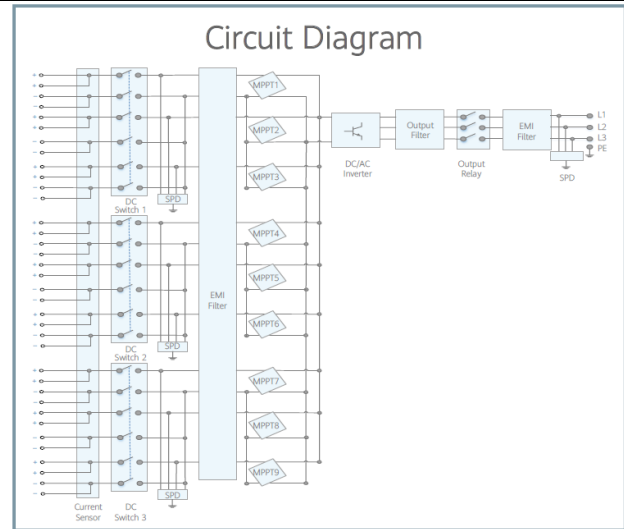 Circuit Diagram
MPPT1
MPPT2
MPPT3
DC
Switch 1
SPD
MPPT4
MPPT5
MPPT6
DC
Switch 2
SPD
EMI
Filter
MPPT7
MPPT8
MPPT9
Current
Sensor
DC
Switch 3
SPD
DC/AC
Inverter
Output
Filter
Output
Relay
EMI
Filter
L1
L2
L3
PE
SPD